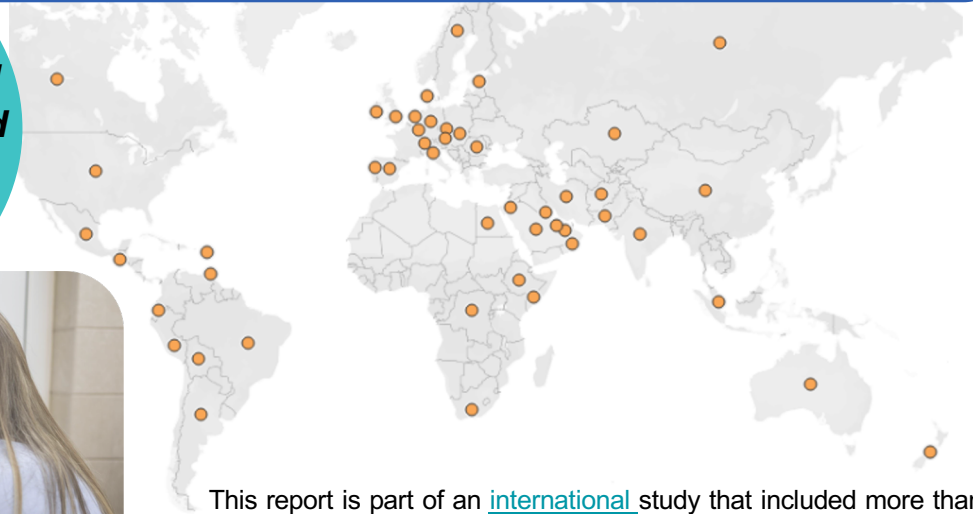 This report is part of an international study that included more than